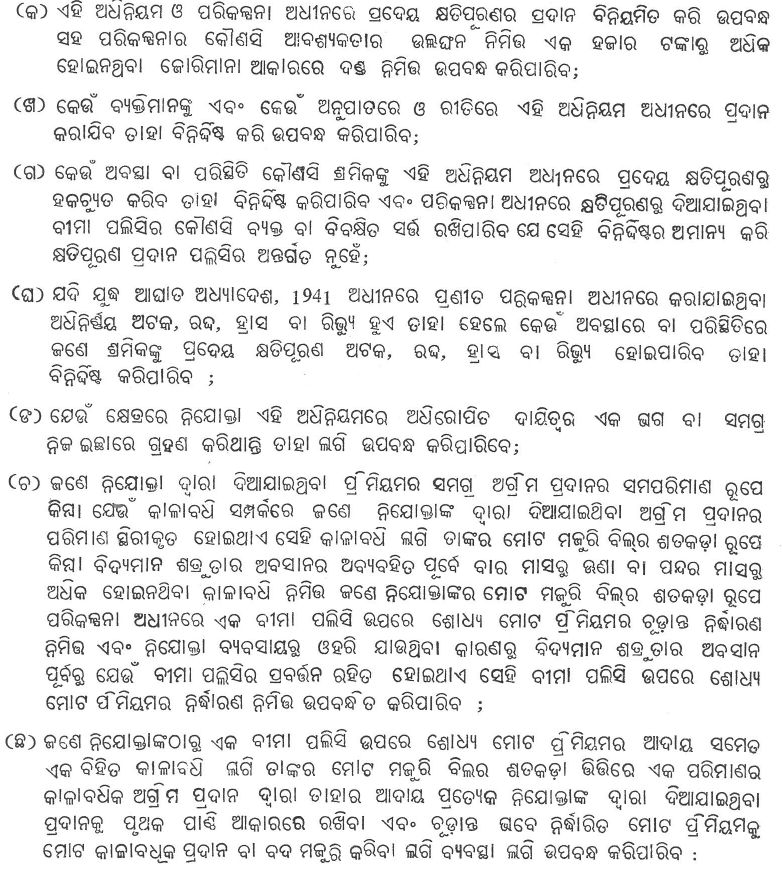 (କ) ଏହି ଅଧିନିୟମ ଓ ପରିକଳ୍ପନା ଅଧୀନରେ ପ୍ରଦେୟ କ୍ଷତିପୂରଣର ପ୍ରଦାନ ବିନିୟମିତ କରି ଉପବନ୍ଧ
ସହ ପରିକଳ୍ପନାର କୌଣସି ଆବଶ୍ୟକତାର ଉଲଙ୍ଘନ ନିମିତ୍ତ ଏକ ହଜାର ଟଙ୍କାରୁ ଅଧିକ
ହୋଇନଥିବା ଜୋରିମାନା ଆକାରରେ ଦଣ୍ଡ ନିମିତ୍ତ ଉପବନ୍ଧ କରିପାରିବ;
(ଖ) କେଉଁ ବ୍ୟକ୍ତିମାନଙ୍କୁ ଏବଂ କେଉଁ ଅନୁପାତରେ ଓ ରୀତିରେ ଏହି ଅଧିନିୟମ ଅଧୀନରେ ପ୍ରଦାନ
କରାଯିବ ତାହା ବିନିର୍ଦ୍ଦିଷ୍ଟ କରି ଉପବନ୍ଧ କରିପାରିବ;
(ଗ) କେଉଁ ଅବସ୍ଥା ବା ପରିସ୍ଥିତି କୌଣସି ଶ୍ରମିକଙ୍କୁ ଏହି ଅଧିନିୟମ ଅଧୀନରେ ପ୍ରଦେୟ କ୍ଷତିପୂରଣରୁ
ହକଚ୍ୟୁତ କରିବ ତାହା ବିନିର୍ଦ୍ଦିଷ୍ଟ କରିପାରିବ ଏବଂ ପରିକଳ୍ପନା ଅଧୀନରେ କ୍ଷତିପୂରଣରୁ ଦିଆଯାଇଥିବା
ବୀମା ପଲିସିର କୌଣସି ବ୍ୟକ୍ତ ବା ବିବକ୍ଷିତ ସର୍ତ୍ତ ରଖିପାରିବ ଯେ ସେହି ବିନିର୍ଦ୍ଦିଷ୍ଟର ଅମାନ୍ୟ କରି
କ୍ଷତିପୂରଣ ପ୍ରଦାନ ପଲିସିର ଅନ୍ତର୍ଗତ ନୁହେଁ;
(ଘ) ଯଦି ଯୁଦ୍ଧ ଆଘାତ ଅଧ୍ୟାଦେଶ, 1941 ଅଧୀନରେ ପ୍ରଣୀତ ପରିକଳ୍ପନା ଅଧୀନରେ କରାଯାଇଥିବା
ଅଧିନିର୍ଣ୍ଣୟ ଅଟକ, ରଦ୍ଦ, ହ୍ରାସ ବା ରିଭ୍ୟୁ ହୁଏ ତାହା ହେଲେ କେଉଁ ଅବସ୍ଥାରେ ବା ପରିସ୍ଥିତିରେ
ଜଣେ ଶ୍ରମିକଙ୍କୁ ପ୍ରଦେୟ କ୍ଷତିପୂରଣ ଅଟକ, ରଦ୍ଦ, ହ୍ରାସ ବା ରିଭ୍ୟୁ ହୋଇପାରିବ ତାହା
ବିନିର୍ଦ୍ଦିଷ୍ଟ କରିପାରିବ ;
(ଙ) ଯେଉଁ କ୍ଷେତ୍ରରେ ନିଯୋକ୍ତା ଏହି ଅଧିନିୟମରେ ଅଧିରୋପିତ ଦାୟିତ୍ଵର ଏକ ଭାଗ ବା ସମଗ୍ର
ନିଜ ଇଛାରେ ଗ୍ରହଣ କରିଥାନ୍ତି ତାହା ଲାଗି ଉପବନ୍ଧ କରିପାରିବେ;
(ଚ) ଜଣେ ନିଯୋକ୍ତା ଦ୍ୱାରା ଦିଆଯାଇଥିବା ପ୍ରିମିୟମର ସମଗ୍ର ଅଗ୍ରିମ ପ୍ରଦାନର ସମପରିମାଣ ରୂପେ
କିମ୍ବା ଯେଉଁ କାଳାବଧି ସମ୍ପର୍କରେ ଜଣେ ନିଯୋକ୍ତାଙ୍କ ଦ୍ୱାରା ଦିଆଯାଇଥିବା ଅଗ୍ରିମ ପ୍ରଦାନର
ପରିମାଣ ସ୍ଥିରୀକୃତ ହୋଇଥାଏ ସେହି କାଳାବଧି ଲାଗି ତାଙ୍କର ମୋଟ ମଜୁରି ବିଲ୍‌ର ଶତକଡ଼ା ରୂପେ
କିମ୍ବା ବିଦ୍ୟମାନ ଶତ୍ରୁତାର ଅବସାନର ଅବ୍ୟବହିତ ପୂର୍ବେ ବାର ମାସରୁ ଊଣା ବା ପନ୍ଦର ମାସରୁ
ଅଧିକ ହୋଇନଥିବା କାଳାବଧି ନିମିତ୍ତ ଜଣେ ନିଯୋକ୍ତାଙ୍କର ମୋଟ ମଜୁରି ବିଲ୍‌ର ଶତକଡ଼ା ରୂପେ
ପରିକଳ୍ପନା ଅଧୀନରେ ଏକ ବୀମା ପଲିସି ଉପରେ ଶୋଧ୍ୟ ମୋଟ ପ୍ରିମିୟମର ଚୂଡ଼ାନ୍ତ ନିର୍ଦ୍ଧାରଣ
ନିମିତ୍ତ ଏବଂ ନିଯୋକ୍ତା ବ୍ୟବସାୟରୁ ଓହରି ଯାଉଥିବା କାରଣରୁ ବିଦ୍ୟମାନ ଶତ୍ରୁତାର ଅବସାନ
ପୂର୍ବରୁ ଯେଉଁ ବୀମା ପଲିସିର ପ୍ରବର୍ତ୍ତନ ରହିତ ହୋଇଥାଏ ସେହି ବୀମା ପଲିସି ଉପରେ ଶୋଧ୍ୟ
ମୋଟ ପ୍ରିମିୟମର ନିର୍ଦ୍ଧାରଣ ନିମିତ୍ତ ଉପବନ୍ଧିତ କରିପାରିବ ;
(ଛ) ଜଣେ ନିଯୋକ୍ତାଙ୍କଠାରୁ ଏକ ବୀମା ପଲିସି ଉପରେ ଶୋଧ୍ୟ ମୋଟ ପ୍ରିମିୟମର ଆଦାୟ ସମେତ
ଏକ ବିହିତ କାଳାବଧି ଲାଗି ତାଙ୍କର ମୋଟ ମଜୁରି ବିଲର ଶତକଡ଼ା ଭିତ୍ତିରେ ଏକ ପରିମାଣର
କାଳାବଧିକ ଅଗ୍ରିମ ପ୍ରଦାନ ଦ୍ୱାରା ତାହାର ଆଦାୟ ପ୍ରତ୍ୟେକ ନିଯୋକ୍ତାଙ୍କ ଦ୍ୱାରା ଦିଆଯାଇଥିବା
ପ୍ରଦାନକୁ ପୃଥକ ପାଣ୍ଠି ଆକାରରେ ରଖିବା ଏବଂ ଚୂଡ଼ାନ୍ତ ଭବେ ନିର୍ଦ୍ଧାରିତ ମୋଟ ପ୍ରିମିୟମକୁ
ମୋଟ କାଳାବଧିକ ପ୍ରଦାନ ବା ବଦ ମଜୁରି କରିବା ଲାଗି ବ୍ୟବସ୍ଥା ଲାଗି ଉପବନ୍ଧ କରିପାରିବ :